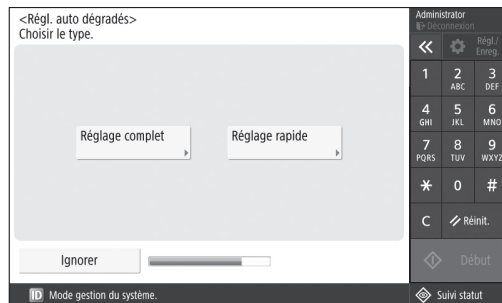 <Régl. auto dégradés>
Choisir le type.
Réglage complet
Réglage rapide
Ignorer
ID Mode gestion du système.
Administrator
Déconnexion
Régl./
Enreg.
1 2 3
ABC DEF
4 5 6
GHI JKL MNO
7 8 9
PQRS TUV WXYZ
* 0 #
C Réinit.
Début
Suivi statut